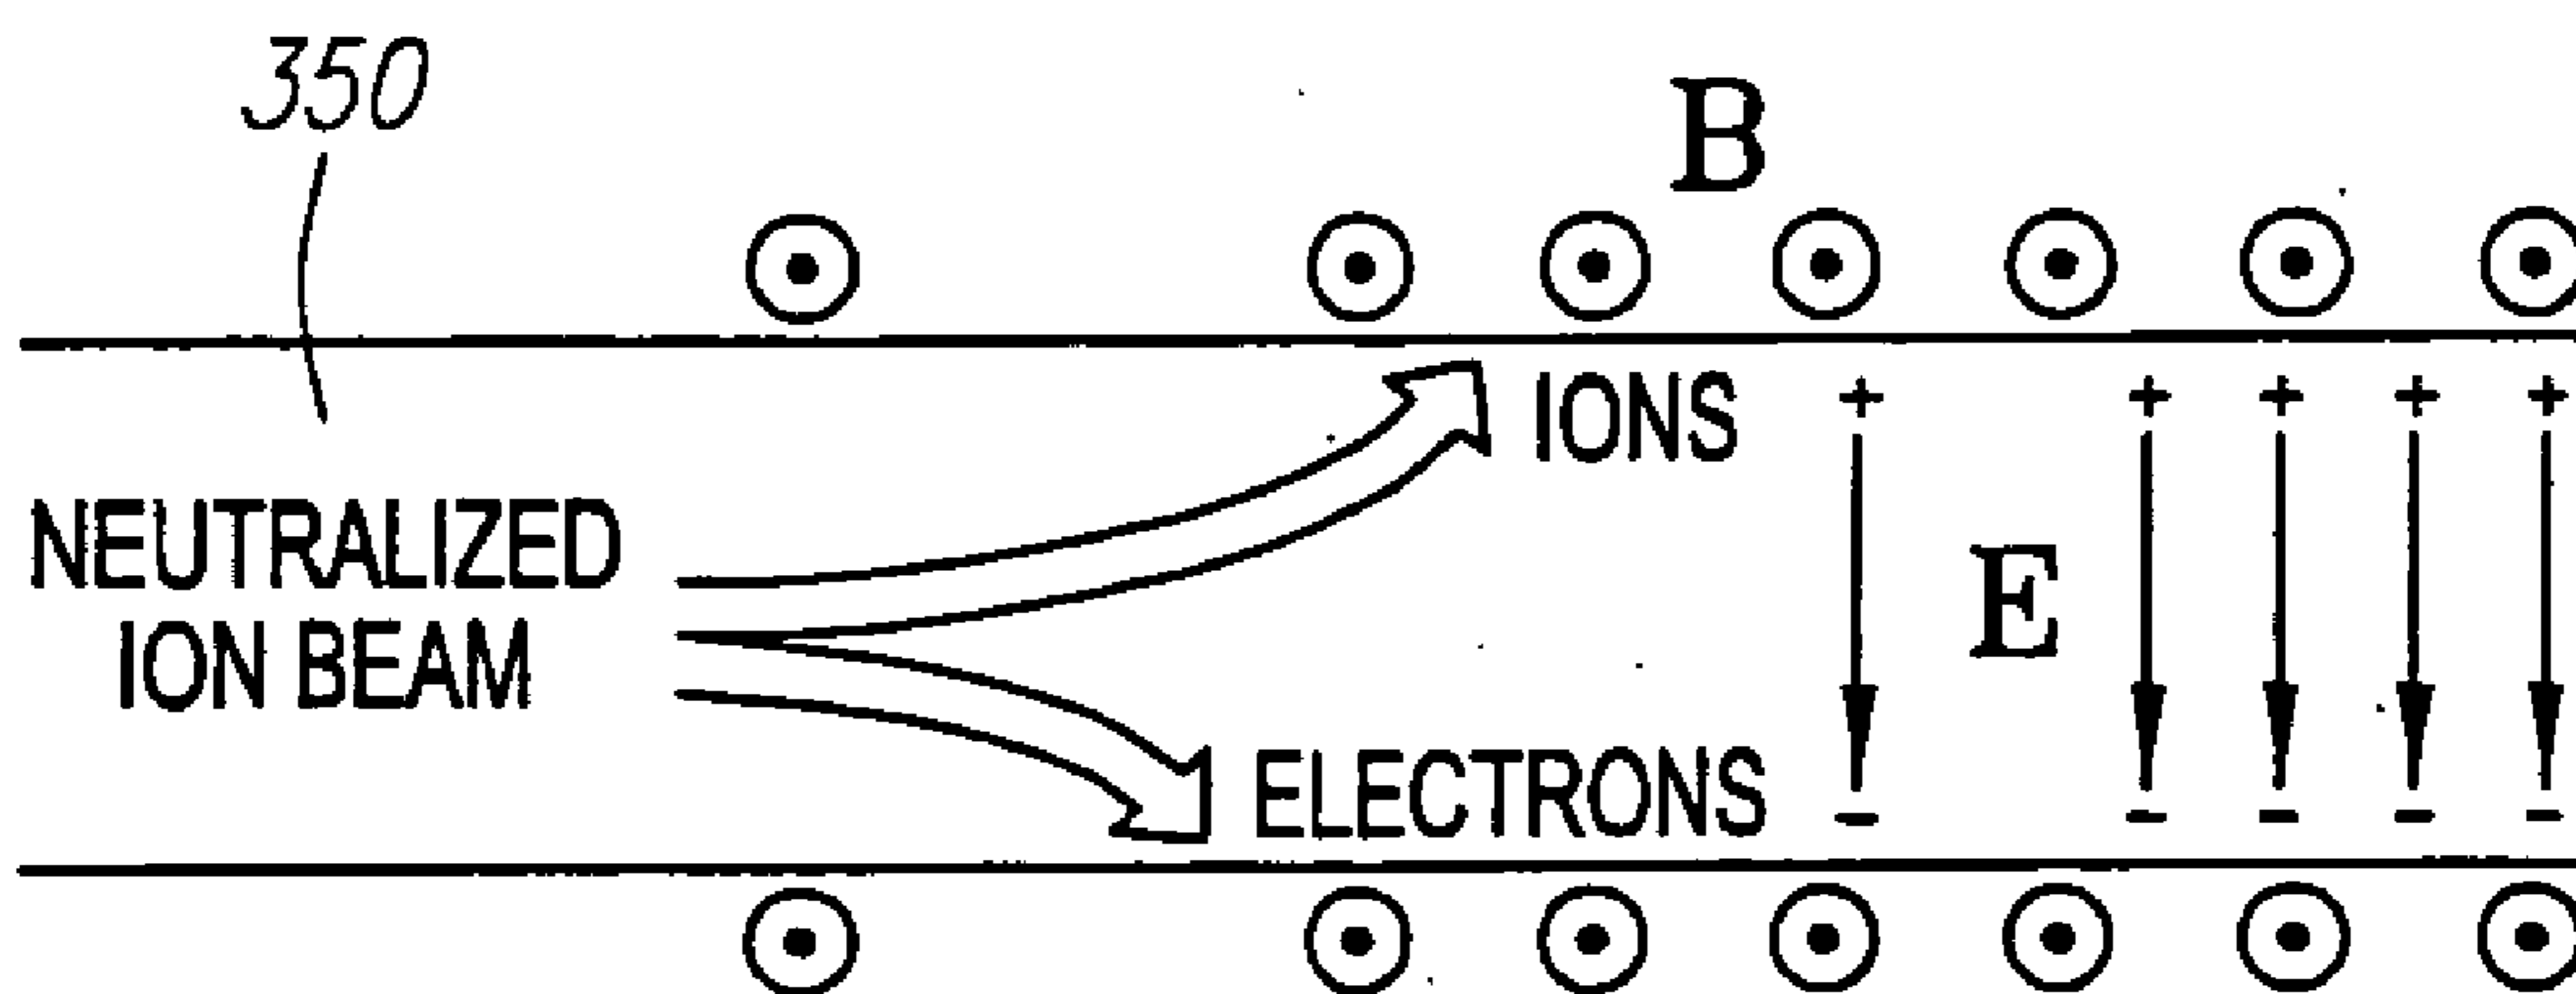 350
B
IONS
+ + + + +
NEUTRALIZED
ION BEAM
E
ELECTRONS
- - - - -